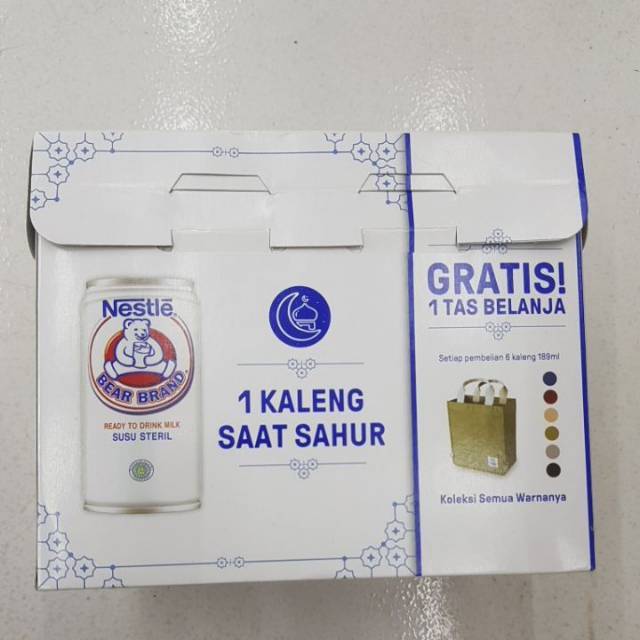 Nestlé
BEAR BRAND
READY TO DRINK MILK
SUSU STERIL
1 KALENG
SAAT SAHUR
GRATIS!
1 TAS BELANJA
Setiap pembelian 6 kaleng 189ml
Koleksi Semua Warnanya